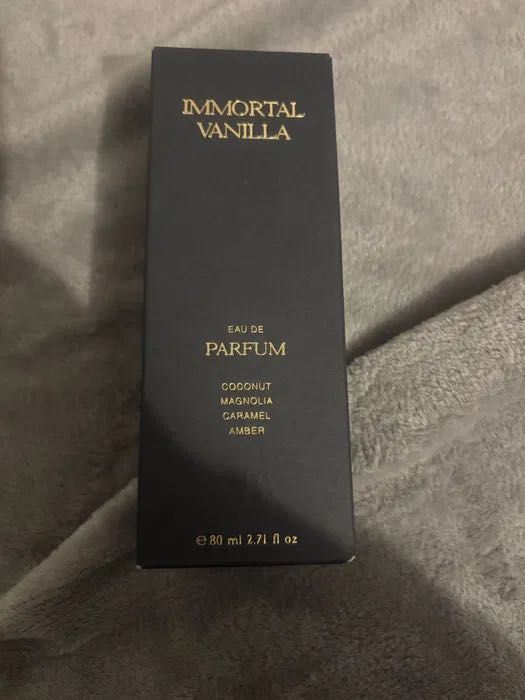 IMMORTAL
VANILLA
EAU DE
PARFUM
COCONUT
MAGNOLIA
CARAMEL
AMBER
℮80 ml 2.71 fl oz